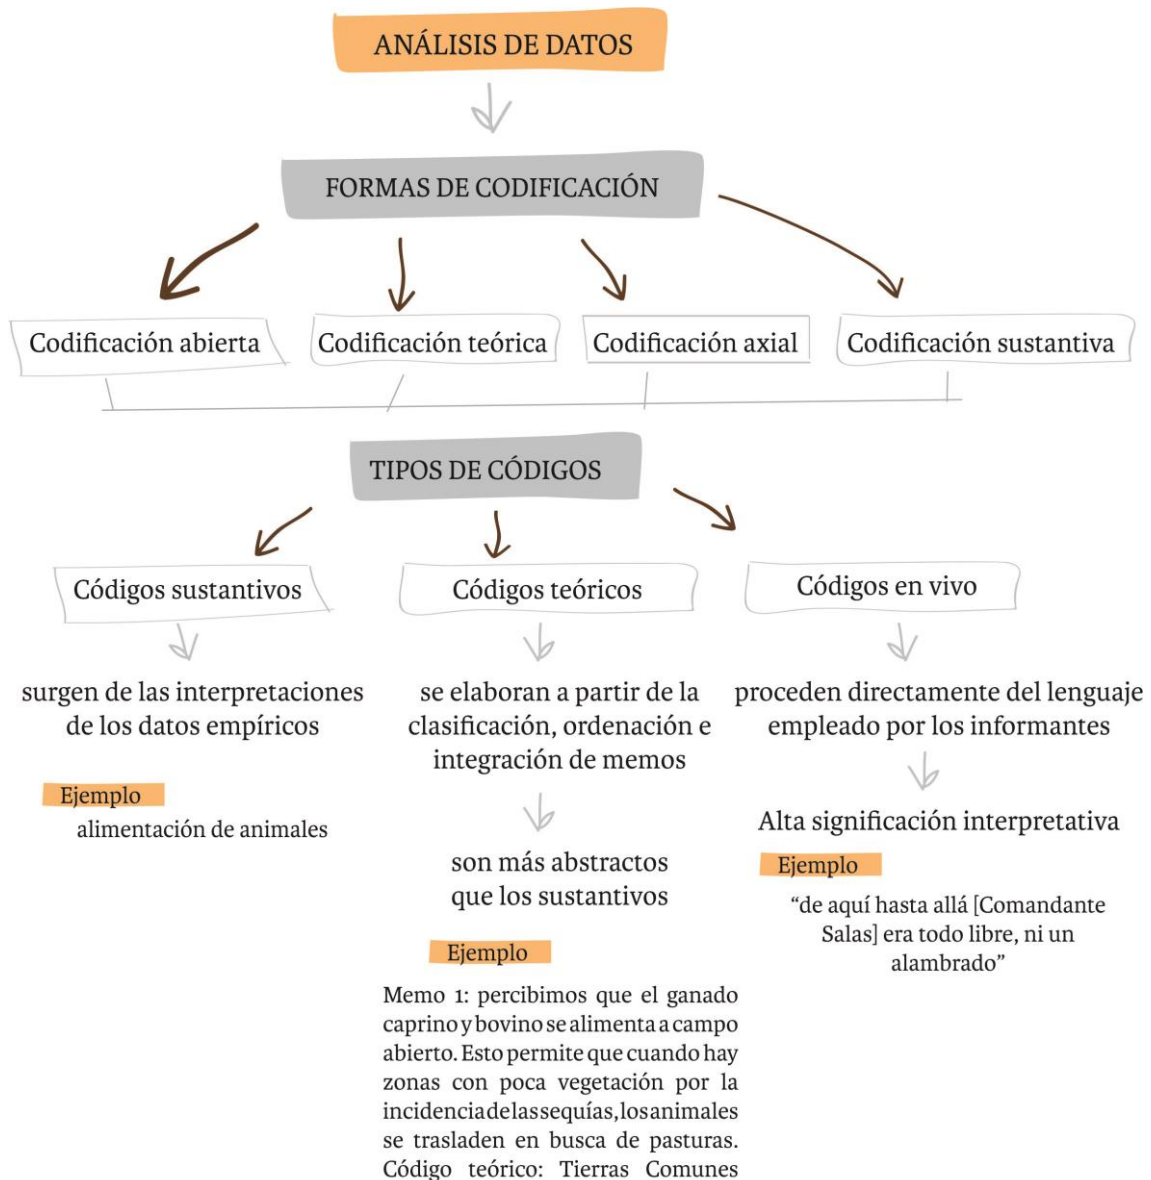 ANÁLISIS DE DATOS
FORMAS DE CODIFICACIÓN
Codificación abierta
Codificación teórica
Codificación axial
Codificación sustantiva
TIPOS DE CÓDIGOS
Códigos sustantivos
surgen de las interpretaciones
de los datos empíricos
Ejemplo
alimentación de animales
Códigos teóricos
se elaboran a partir de la
clasificación, ordenación e
integración de memos
son más abstractos
que los sustantivos
Ejemplo
Memo 1: percibimos que el ganado
caprino y bovino se alimenta a campo
abierto. Esto permite que cuando hay
zonas con poca vegetación por la
incidencia de las sequías, los animales
se trasladen en busca de pasturas.
Código teórico: Tierras Comunes
Códigos en vivo
proceden directamente del lenguaje
empleado por los informantes
Alta significación interpretativa
Ejemplo
“de aquí hasta allá [Comandante
Salas] era todo libre, ni un
alambrado”